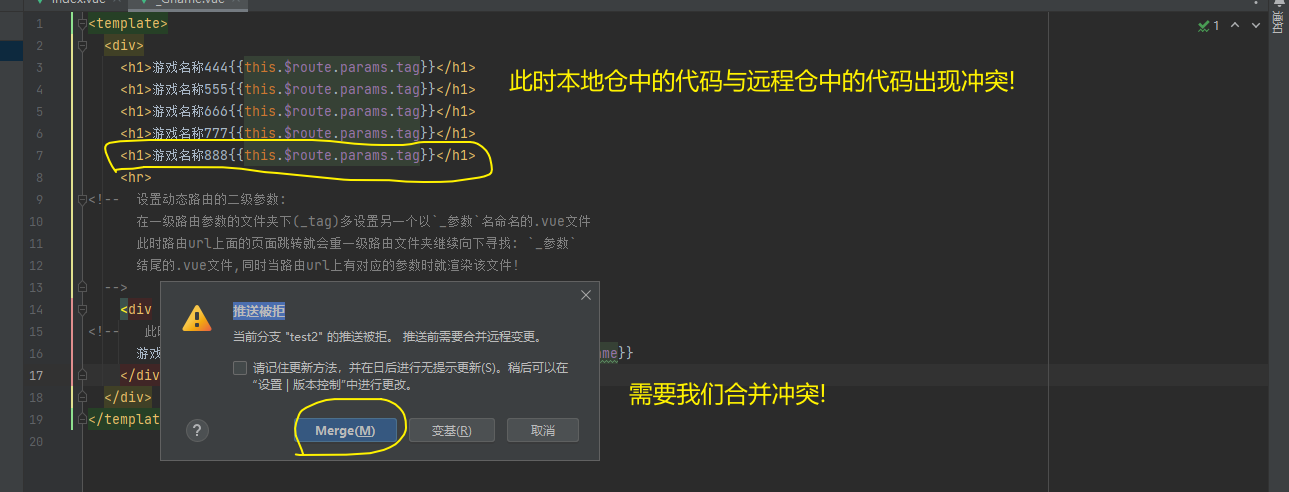 index.vue
_Gname.vue
1 <template>
2 <div>
3 <h1>游戏名称444{{this.$route.params.tag}}</h1>
4 <h1>游戏名称555{{this.$route.params.tag}}</h1>
5 <h1>游戏名称666{{this.$route.params.tag}}</h1>
6 <h1>游戏名称777{{this.$route.params.tag}}</h1>
7 <h1>游戏名称888{{this.$route.params.tag}}</h1>
8 <hr>
9 <!-- 设置动态路由的二级参数:
10 在一级路由参数的文件夹下(_tag)多设置另一个以`_参数`名命名的.vue文件
11 此时路由url上面的页面跳转就会重一级路由文件夹继续向下寻找: `_参数`
12 结尾的.vue文件,同时当路由url上有对应的参数时就渲染该文件!
13 -->
14 <div
15 <!-- 此
16 游戏 me}}
17 </div
18 </div>
19 </templat
20
1
通知
此时本地仓中的代码与远程仓中的代码出现冲突!
推送被拒
当前分支 "test2" 的推送被拒。 推送前需要合并远程变更。
请记住更新方法，并在日后进行无提示更新(S)。稍后可以在
“设置 | 版本控制”中进行更改。
?
Merge(M)
变基(R)
取消
需要我们合并冲突!